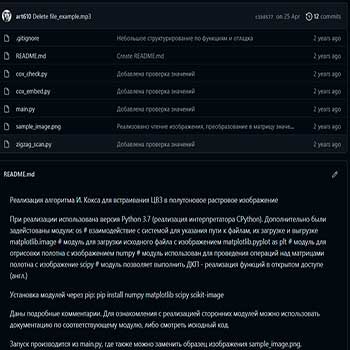 art610 Delete file_example.mp3 c334577 on 25 Apr 12 commits
.gitignore Небольшое структурирование по функциям и отладка 2 years ago
README.md Create README.md 2 years ago
cox_check.py Добавлена проверка значений 2 years ago
cox_embed.py Добавлена проверка значений 2 years ago
main.py Добавлена проверка значений 2 years ago
sample_image.png Реализовано чтение изображения, преобразование в матрицу значе... 2 years ago
zigzag_scan.py Добавлена проверка значений 2 years ago
README.md
Реализация алгоритма И. Кокса для встраивания ЦВЗ в полутоновое растровое изображение
При реализации использована версия Python 3.7 (реализация интерпретатора CPython). Дополнительно были
задействованы модули: os # взаимодействие с системой для указания пути к файлам, их загрузке и выгрузке
matplotlib.image # модуль для загрузки исходного файла с изображением matplotlib.pyplot as plt # модуль для
отрисовки полотна с изображением numpy # модуль использован для проведения операций над матрицами
полотна с изображение scipy # модуль позволяет выполнить ДКП - реализация функций в открытом доступе
(англ.)
Установка модулей через pip: pip install numpy matplotlib scipy scikit-image
Даны подробные комментарии. Для ознакомления с реализацией сторонних модулей можно использовать
документацию по соответствующему модулю, либо смотреть исходный код.
Запуск производится из main.py, где также можно заменить образец изображения sample_image.png.